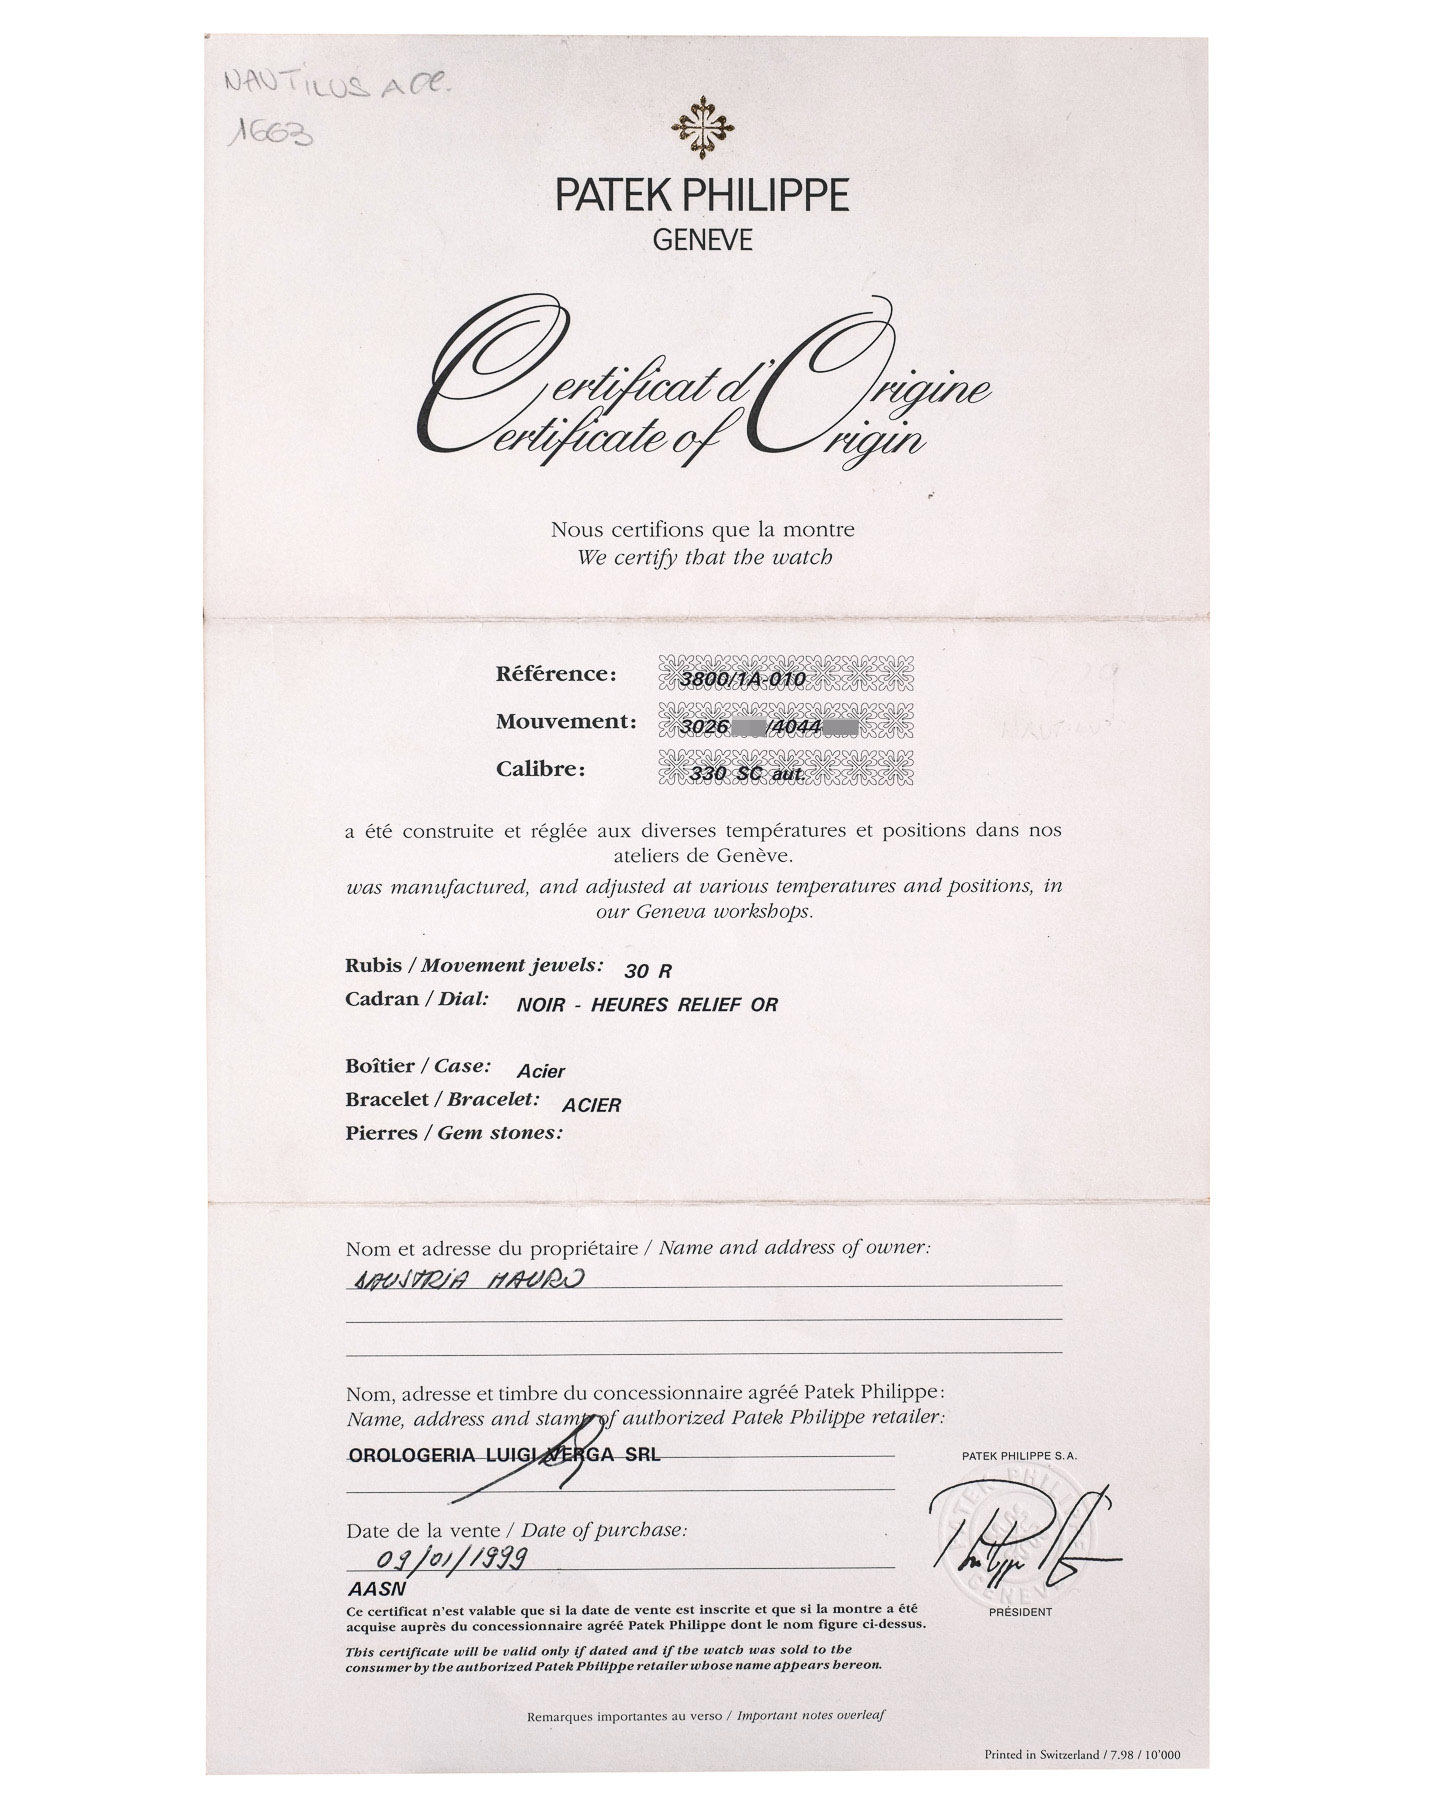 NAUTILUS ACC.
1663
PATEK PHILIPPE
GENEVE
Certificat d'Origine
Certificate of Origin
Nous certifions que la montre
We certify that the watch
Référence: 3800/1A-010
Mouvement: 3026 /4044
Calibre: 330 SC aut.
a été construite et réglée aux diverses températures et positions dans nos
ateliers de Genève.
was manufactured, and adjusted at various temperatures and positions, in
our Geneva workshops.
Rubis / Movement jewels: 30 R
Cadran / Dial: NOIR - HEURES RELIEF OR
Boîtier / Case: Acier
Bracelet / Bracelet: ACIER
Pierres / Gem stones:
Nom et adresse du propriétaire / Name and address of owner:
MAURO
Nom, adresse et timbre du concessionnaire agréé Patek Philippe:
Name, address and stamp of authorized Patek Philippe retailer:
OROLOGERIA LUIGI VERGA SRL
PATEK PHILIPPE S.A.
Date de la vente / Date of purchase:
09/01/1999
AASN
PRÉSIDENT
Ce certificat n'est valable que si la date de vente est inscrite et que si la montre a été
acquise auprès du concessionnaire agréé Patek Philippe dont le nom figure ci-dessus.
This certificate will be valid only if dated and if the watch was sold to the
consumer by the authorized Patek Philippe retailer whose name appears hereon.
Remarques importantes au verso / Important notes overleaf
Printed in Switzerland / 7.98 / 10'000